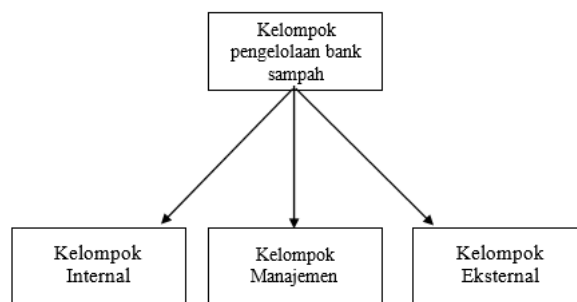 Kelompok
pengelolaan bank
sampah
Kelompok
Internal
Kelompok
Manajemen
Kelompok
Eksternal